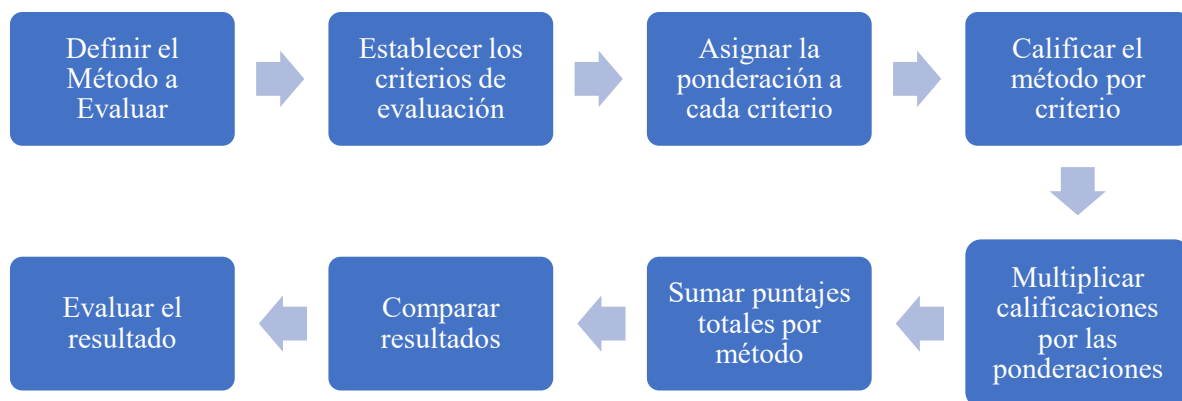 Definir el
Método a
Evaluar
Establecer los
criterios de
evaluación
Asignar la
ponderación a
cada criterio
Calificar el
método por
criterio
Multiplicar
calificaciones
por las
ponderaciones
Sumar puntajes
totales por
método
Comparar
resultados
Evaluar el
resultado